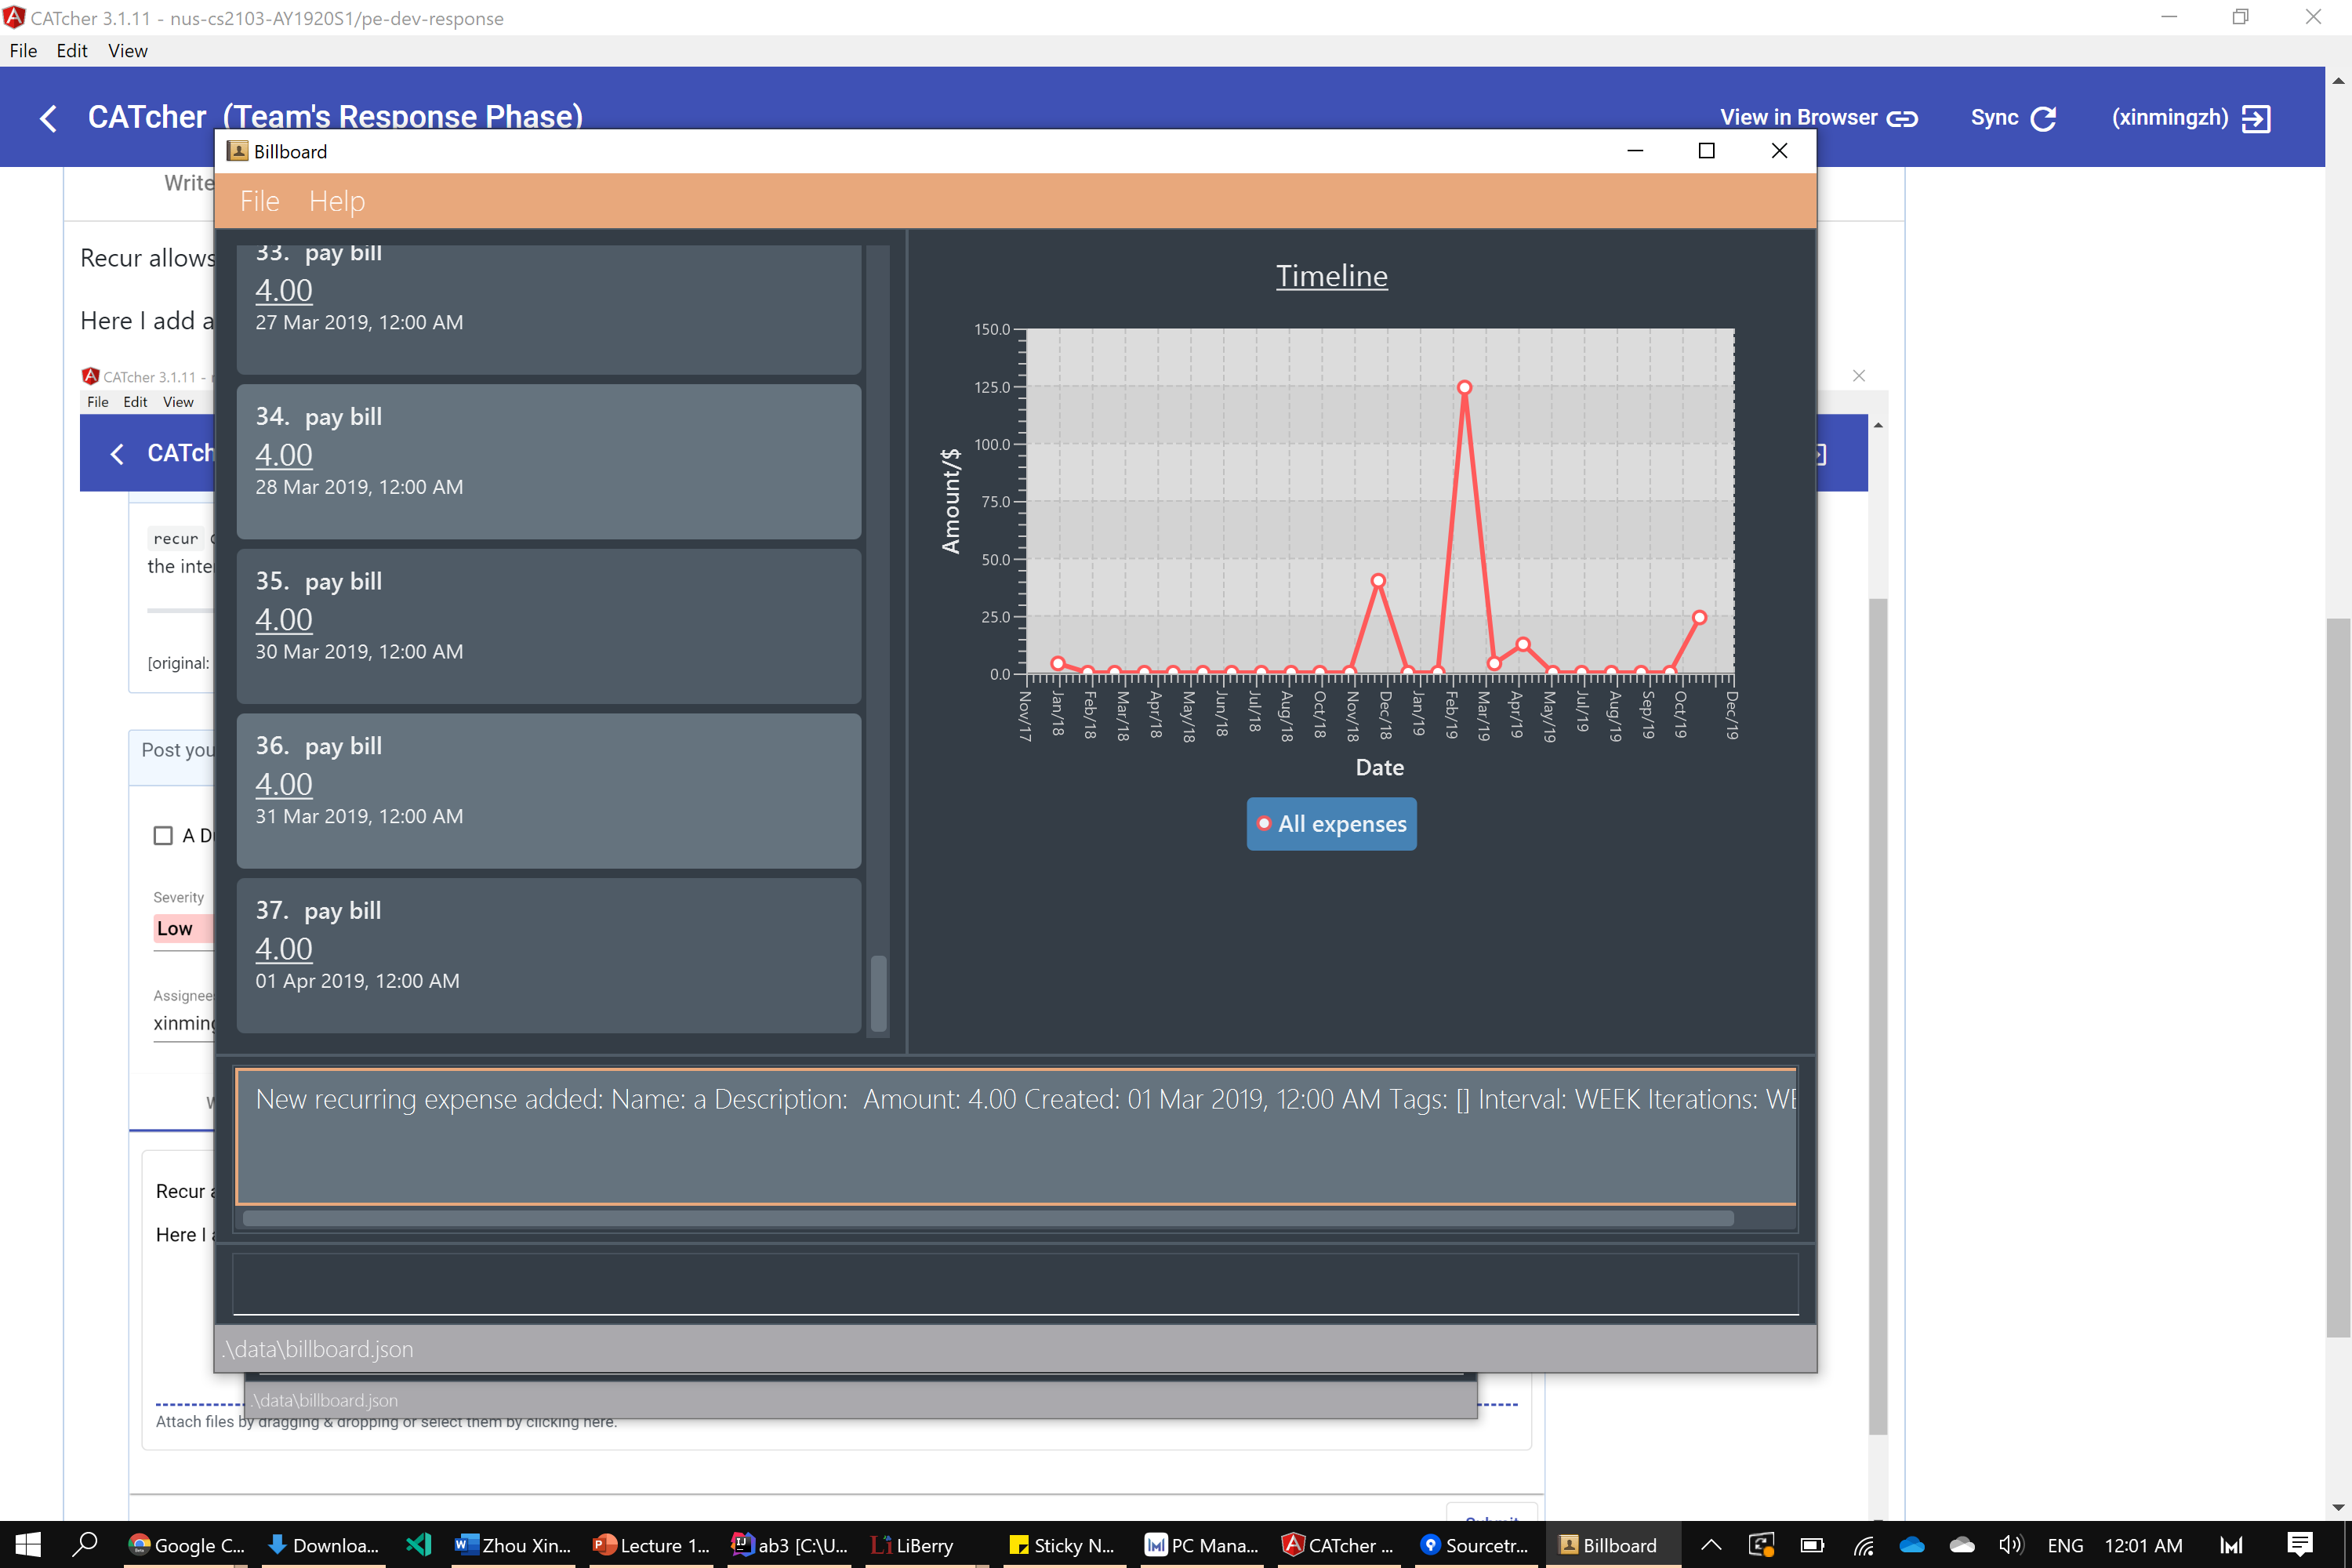 CATcher 3.1.11 - nus-cs2103-AY1920S1/pe-dev-response
File Edit View
CATcher (Team's Response Phase)
View in Browser
Sync
(xinmingzh)
Write
Billboard
File Help
Recur allows
Here I add a
CATcher 3.1.11 -
File Edit View
CATch
recur
the inte
[original:
Post you
A D
Severity
Low
Assignee
xinming
Recur a
Here I a
33. pay bill
4.00
27 Mar 2019, 12:00 AM
34. pay bill
4.00
28 Mar 2019, 12:00 AM
35. pay bill
4.00
30 Mar 2019, 12:00 AM
36. pay bill
4.00
31 Mar 2019, 12:00 AM
37. pay bill
4.00
01 Apr 2019, 12:00 AM
Timeline
Amount/$
150.0
125.0
100.0
75.0
50.0
25.0
0.0
Nov/17
Jan/18
Feb/18
Mar/18
Apr/18
May/18
Jun/18
Jul/18
Aug/18
Oct/18
Nov/18
Dec/18
Jan/19
Feb/19
Mar/19
Apr/19
May/19
Jul/19
Aug/19
Sep/19
Oct/19
Dec/19
Date
All expenses
New recurring expense added: Name: a Description: Amount: 4.00 Created: 01 Mar 2019, 12:00 AM Tags: [] Interval: WEEK Iterations: WE
.\data\billboard.json
.\data\billboard.json
Attach files by dragging & dropping or select them by clicking here.
Submit
Google C...
Downloa...
Zhou Xin...
Lecture 1...
ab3 [C:\U...
LiBerry
Sticky N...
PC Mana...
CATcher ...
Sourcetr...
Billboard
ENG
12:01 AM